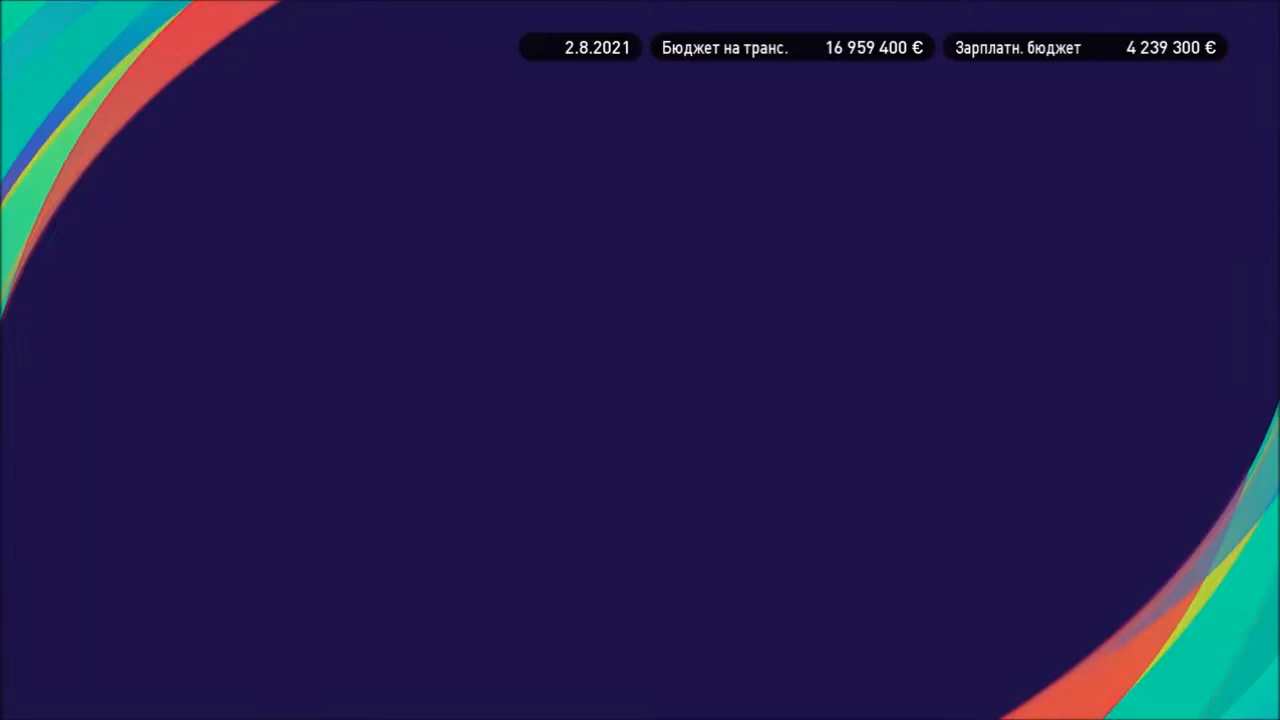 2.8.2021 Бюджет на транс. 16 959 400 € Зарплатн. бюджет 4 239 300 €